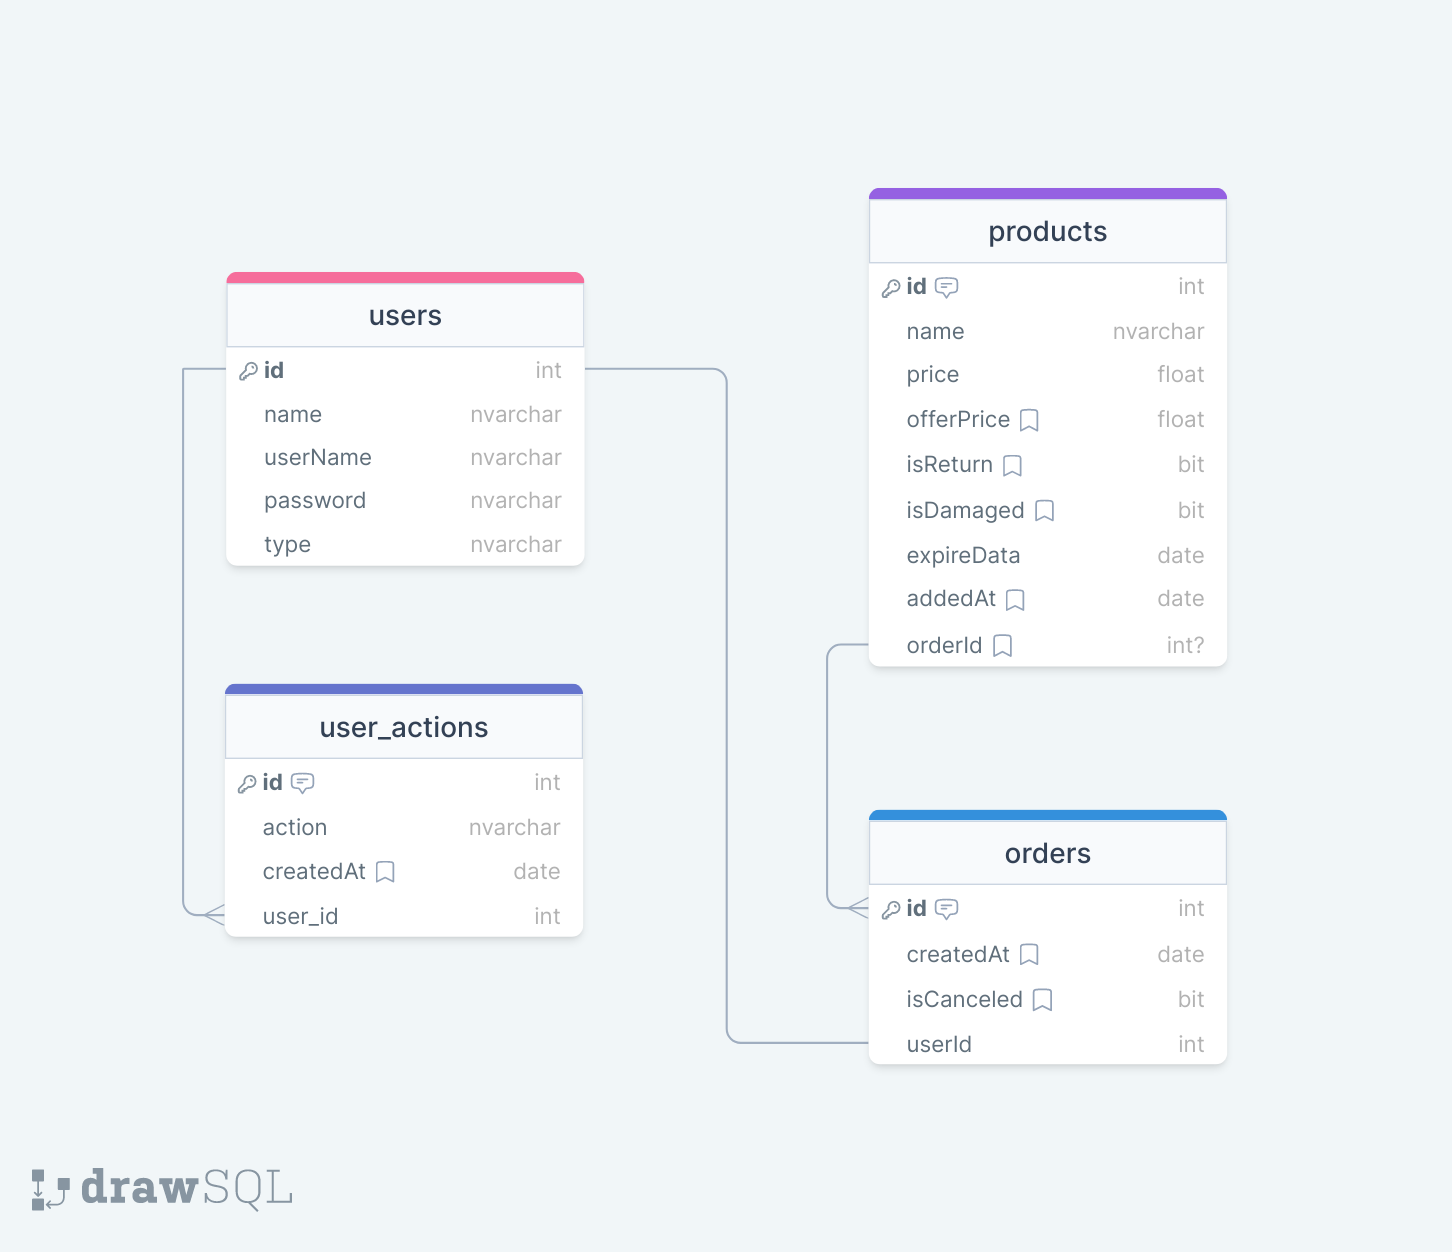 users
id int
name nvarchar
userName nvarchar
password nvarchar
type nvarchar
user_actions
id int
action nvarchar
createdAt date
user_id int
products
id int
name nvarchar
price float
offerPrice float
isReturn bit
isDamaged bit
expireData date
addedAt date
orderId int?
orders
id int
createdAt date
isCanceled bit
userId int
drawSQL